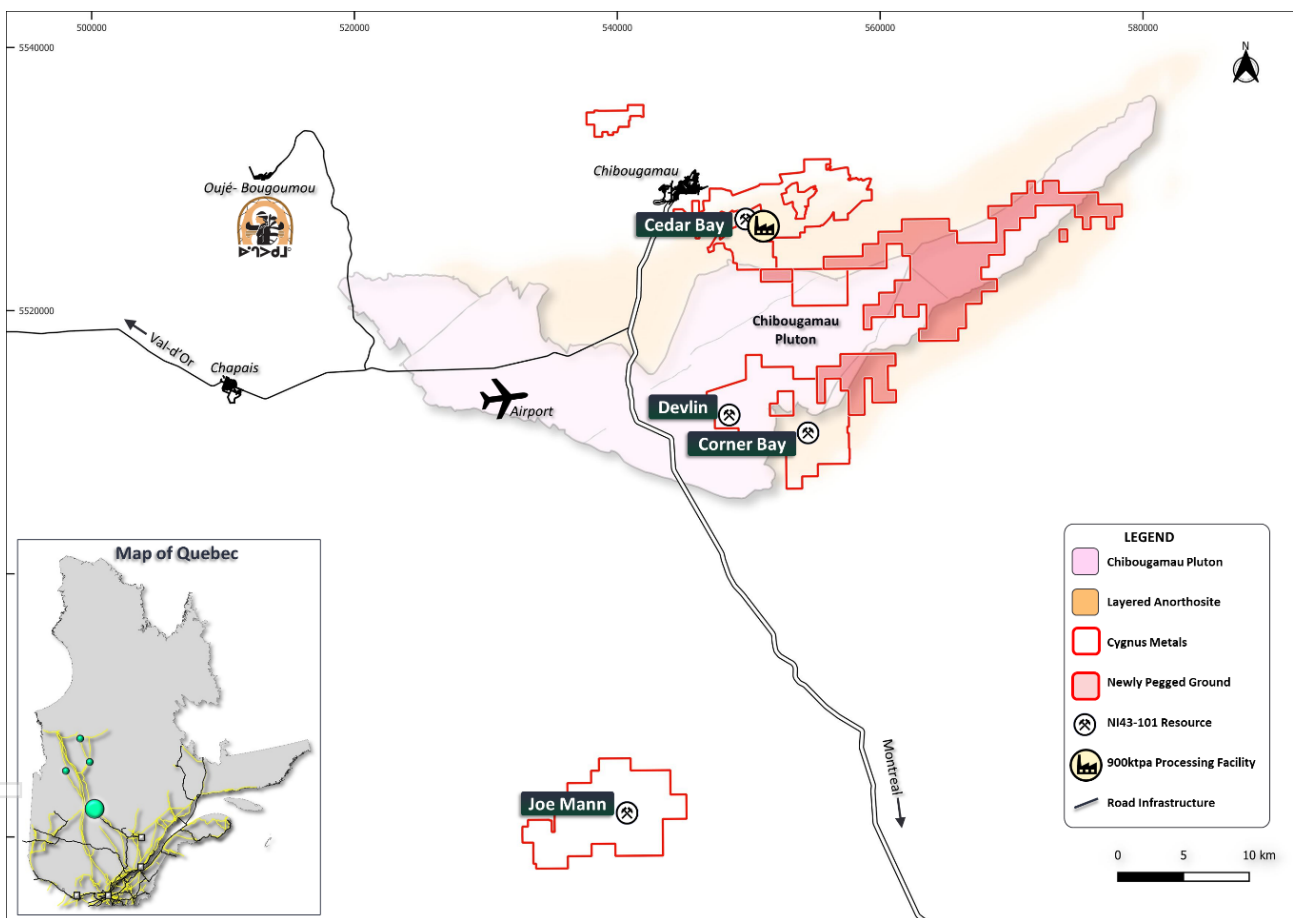 500000
520000
540000
560000
580000
5540000
N
Chibougamau
Oujé- Bougoumou
Cedar Bay
5520000
Val-d'Or
Chibougamau
Pluton
Chapais
Airport
Devlin
Corner Bay
Map of Quebec
LEGEND
Chibougamau Pluton
Layered Anorthosite
Cygnus Metals
Newly Pegged Ground
NI43-101 Resource
900ktpa Processing Facility
Road Infrastructure
Montreal
Joe Mann
0 5 10 km